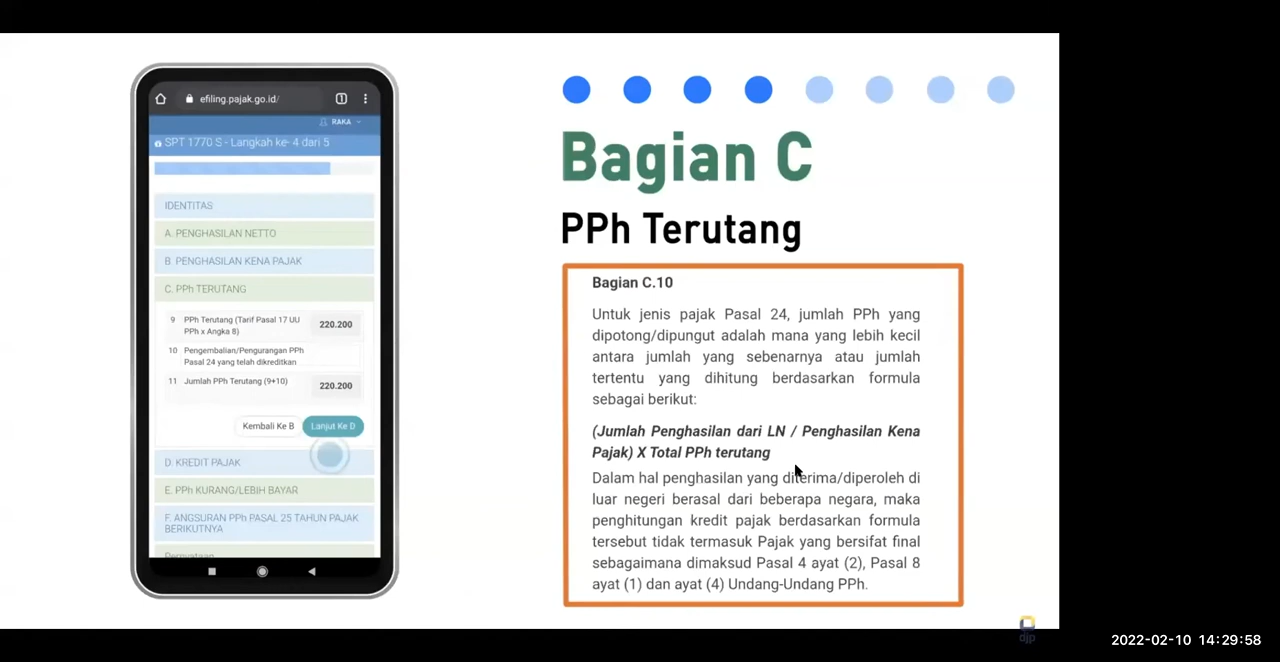 efiling.pajak.go.id/
1
RAKA
SPT 1770 S - Langkah ke- 4 dari 5
IDENTITAS
A. PENGHASILAN NETTO
B. PENGHASILAN KENA PAJAK
C. PPh TERUTANG
9 PPh Terutang (Tarif Pasal 17 UU
PPh x Angka 8)
220.200
10 Pengembalian/Pengurangan PPh
Pasal 24 yang telah dikreditkan
11 Jumlah PPh Terutang (9+10)
220.200
Kembali Ke B
Lanjut Ke D
D. KREDIT PAJAK
E. PPh KURANG/LEBIH BAYAR
F. ANGSURAN PPh PASAL 25 TAHUN PAJAK
BERIKUTNYA
Pernyataan
Bagian C
PPh Terutang
Bagian C.10
Untuk jenis pajak Pasal 24, jumlah PPh yang
dipotong/dipungut adalah mana yang lebih kecil
antara jumlah yang sebenarnya atau jumlah
tertentu yang dihitung berdasarkan formula
sebagai berikut:
(Jumlah Penghasilan dari LN / Penghasilan Kena
Pajak) X Total PPh terutang
Dalam hal penghasilan yang diterima/diperoleh di
luar negeri berasal dari beberapa negara, maka
penghitungan kredit pajak berdasarkan formula
tersebut tidak termasuk Pajak yang bersifat final
sebagaimana dimaksud Pasal 4 ayat (2), Pasal 8
ayat (1) dan ayat (4) Undang-Undang PPh.
djp
2022-02-10 14:29:58